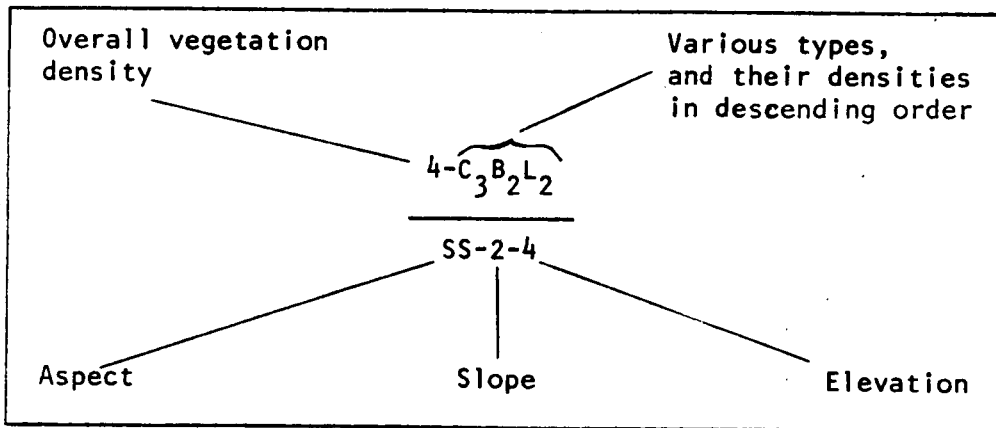 Overall vegetation
density
Various types,
and their densities
in descending order
4-C₃B₂L₂
SS-2-4
Aspect
Slope
Elevation